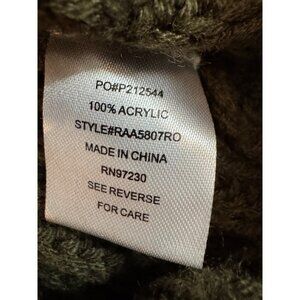 PO#P212544
100% ACRYLIC
STYLE#RAA5807RO
MADE IN CHINA
RN97230
SEE REVERSE
FOR CARE